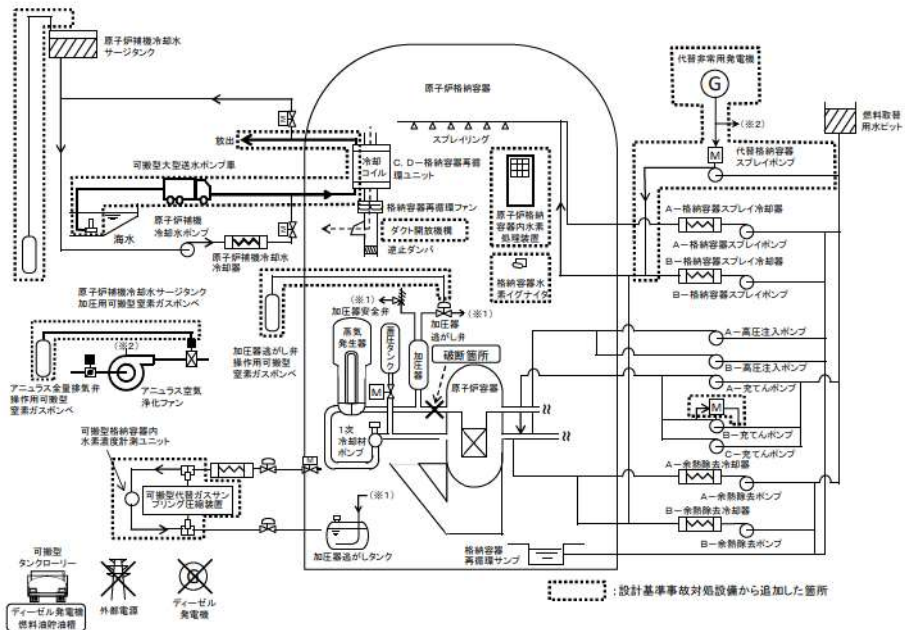 原子炉補機冷却水
サージタンク
原子炉格納容器
代替非常用発電機
G
(※2)
燃料取替
用水ピット
M
放出
スプレイリング
M
代替格納容器
スプレイポンプ
可搬型大型送水ポンプ車
冷却
コイル
C，D－格納容器再循
環ユニット
格納容器再循環ファン
ダクト開放機構
逆止ダンパ
原子炉格納
容器内水素
処理装置
格納容器水
素イグナイタ
海水
原子炉補機
冷却水ポンプ
M
原子炉補機冷却水
冷却器
A－格納容器スプレイ冷却器
A－格納容器スプレイポンプ
B－格納容器スプレイ冷却器
B－格納容器スプレイポンプ
原子炉補機冷却水サージタンク
加圧用可搬型窒素ガスボンベ
(※1)
加圧器安全弁
(※1)
加圧器
逃がし弁
加圧器逃がし弁
操作用可搬型
窒素ガスボンベ
蒸気
発生器
蓄圧タンク
加圧器
破断箇所
原子炉容器
M
1次
冷却材
ポンプ
(※2)
アニュラス全量排気弁
操作用可搬型
窒素ガスボンベ
アニュラス空気
浄化ファン
A－高圧注入ポンプ
B－高圧注入ポンプ
A－充てんポンプ
M
B－充てんポンプ
C－充てんポンプ
A－余熱除去冷却器
A－余熱除去ポンプ
B－余熱除去冷却器
B－余熱除去ポンプ
可搬型格納容器内
水素濃度計測ユニット
可搬型代替ガスサン
プリング圧縮装置
M
(※1)
加圧器逃がしタンク
格納容器
再循環サンプ
可搬型
タンクローリー
ディーゼル発電機
燃料油貯油槽
外部電源
ディーゼル
発電機
：設計基準事故対処設備から追加した箇所